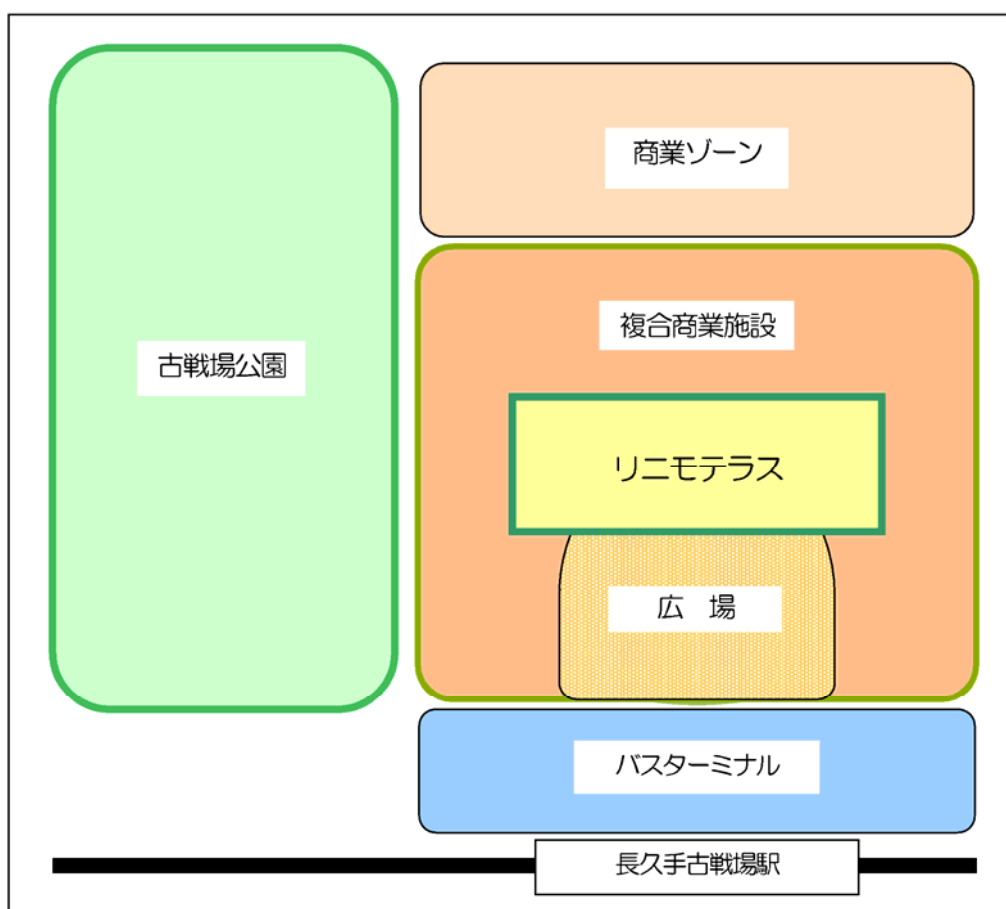 商業ゾーン
複合商業施設
古戦場公園
リニモテラス
広　場
バスターミナル
長久手古戦場駅